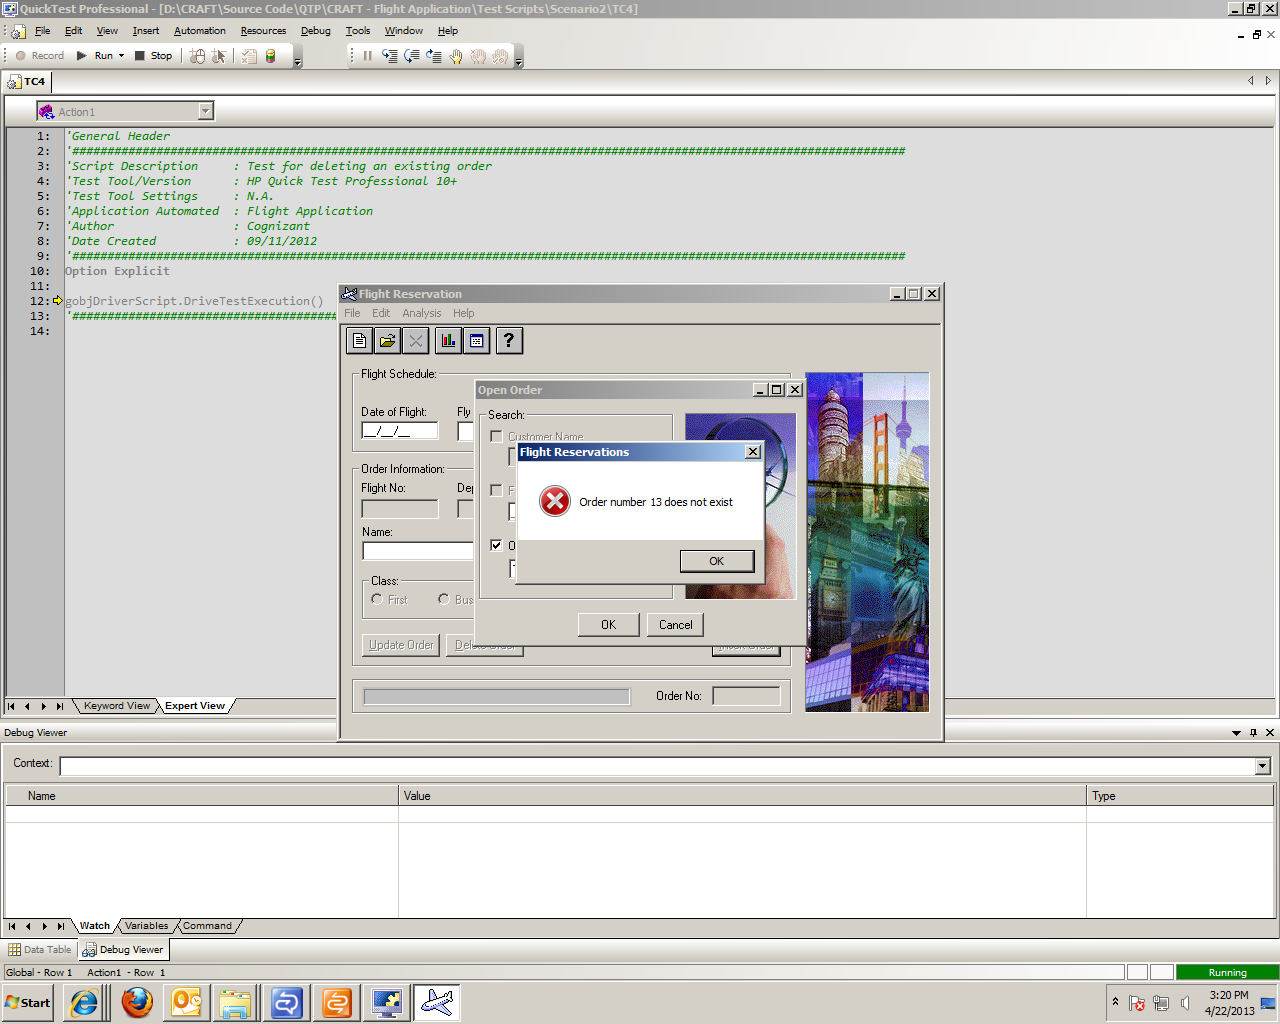 QuickTest Professional - [D:\CRAFT\Source Code\QTP\CRAFT - Flight Application\Test Scripts\Scenario2\TC4]
File Edit View Insert Automation Resources Debug Tools Window Help
Record Run Stop
TC4
Action1
1: 'General Header
2: '#######################################################################################################################
3: 'Script Description : Test for deleting an existing order
4: 'Test Tool/Version : HP Quick Test Professional 10+
5: 'Test Tool Settings : N.A.
6: 'Application Automated : Flight Application
7: 'Author : Cognizant
8: 'Date Created : 09/11/2012
9: '#######################################################################################################################
10: Option Explicit
11:
12: gobjDriverScript.DriveTestExecution()
13: '######################################
14:
Flight Reservation
File Edit Analysis Help
Flight Schedule:
Date of Flight: Fly
__/__/__
Order Information:
Flight No:
Name:
Class:
First Bus
Update Order Delete Order Insert Order
Order No:
Open Order
Search:
Customer Name
OK Cancel
Flight Reservations
Order number 13 does not exist
OK
Keyword View Expert View
Debug Viewer
Context:
Name Value Type
Watch Variables Command
Data Table Debug Viewer
Global - Row 1 Action1 - Row 1 Running
Start
3:20 PM
4/22/2013